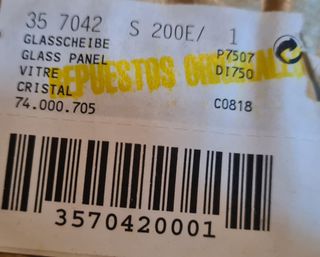 35 7042 S 200E/ 1
GLASSCHEIBE P7507
GLASS PANEL DI750
VITRE
REPUESTOS ORIGINALES
CRISTAL
74.000.705 C0818
3570420001